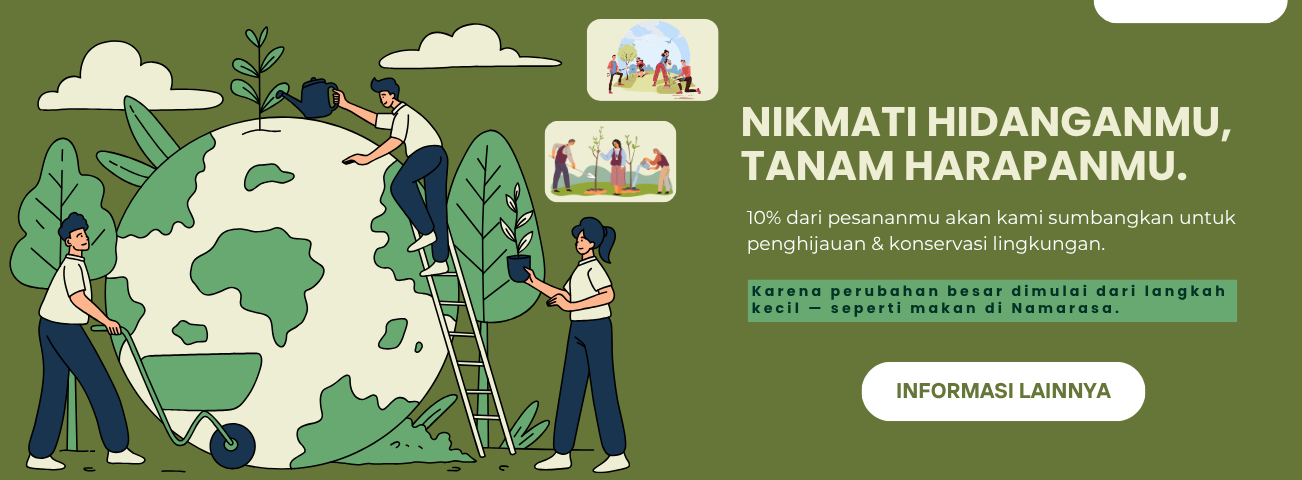 NIKMATI HIDANGANMU,
TANAM HARAPANMU.
10% dari pesananmu akan kami sumbangkan untuk
penghijauan & konservasi lingkungan.
Karena perubahan besar dimulai dari langkah
kecil — seperti makan di Namarasa.
INFORMASI LAINNYA